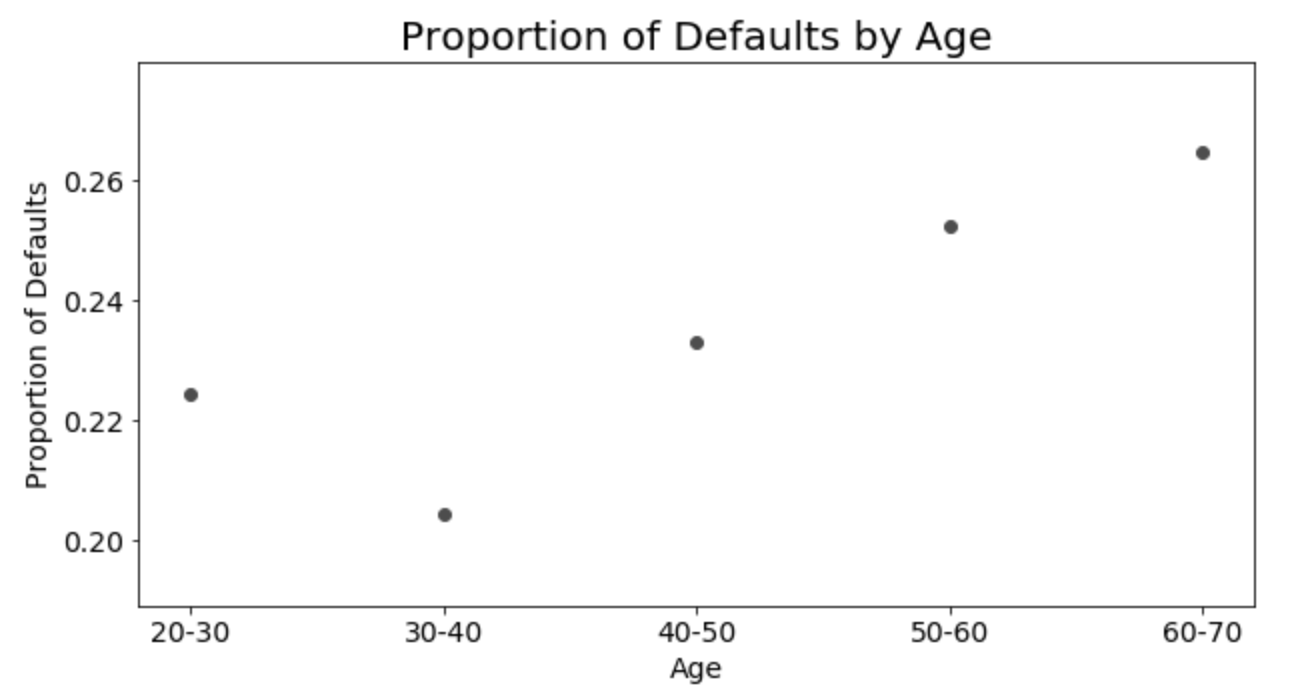 Proportion of Defaults by Age
Proportion of Defaults
0.26
0.24
0.22
0.20
20-30 30-40 40-50 50-60 60-70
Age